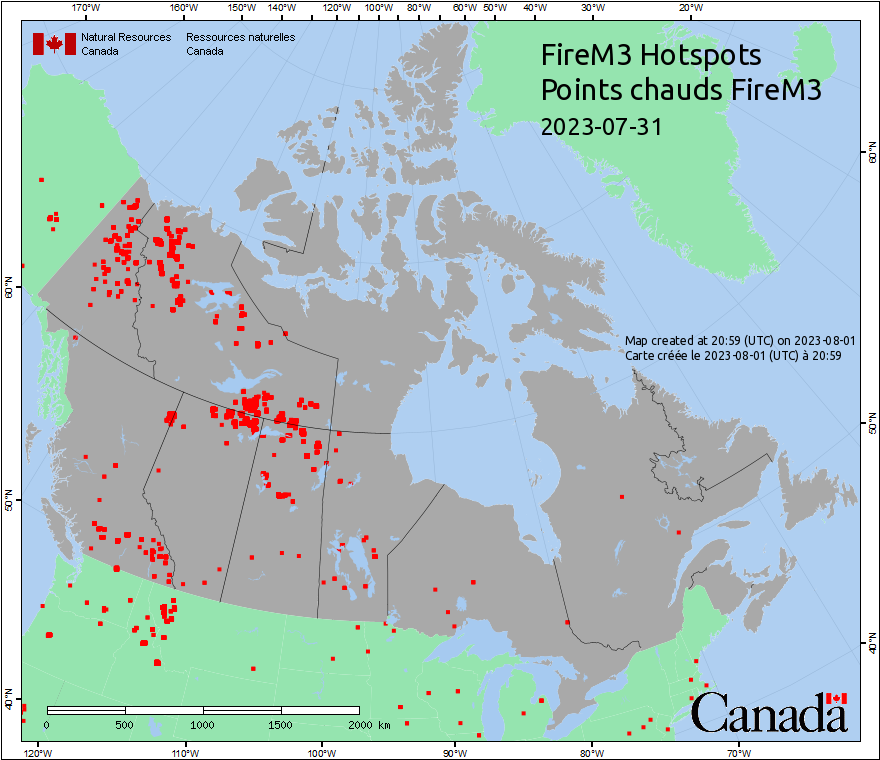 170°W 160°W 150°W 140°W 130°W 120°W 110°W 100°W 90°W 80°W 60°W 50°W 40°W 30°W 20°W
Natural Resources Ressources naturelles
Canada Canada
FireM3 Hotspots
Points chauds FireM3
2023-07-31
60°N
60°N
Map created at 20:59 (UTC) on 2023-08-01
Carte créée le 2023-08-01 (UTC) à 20:59
50°N
50°N
40°N
40°N
0 500 1000 1500 2000 km
Canada
120°W 110°W 100°W 90°W 80°W 70°W